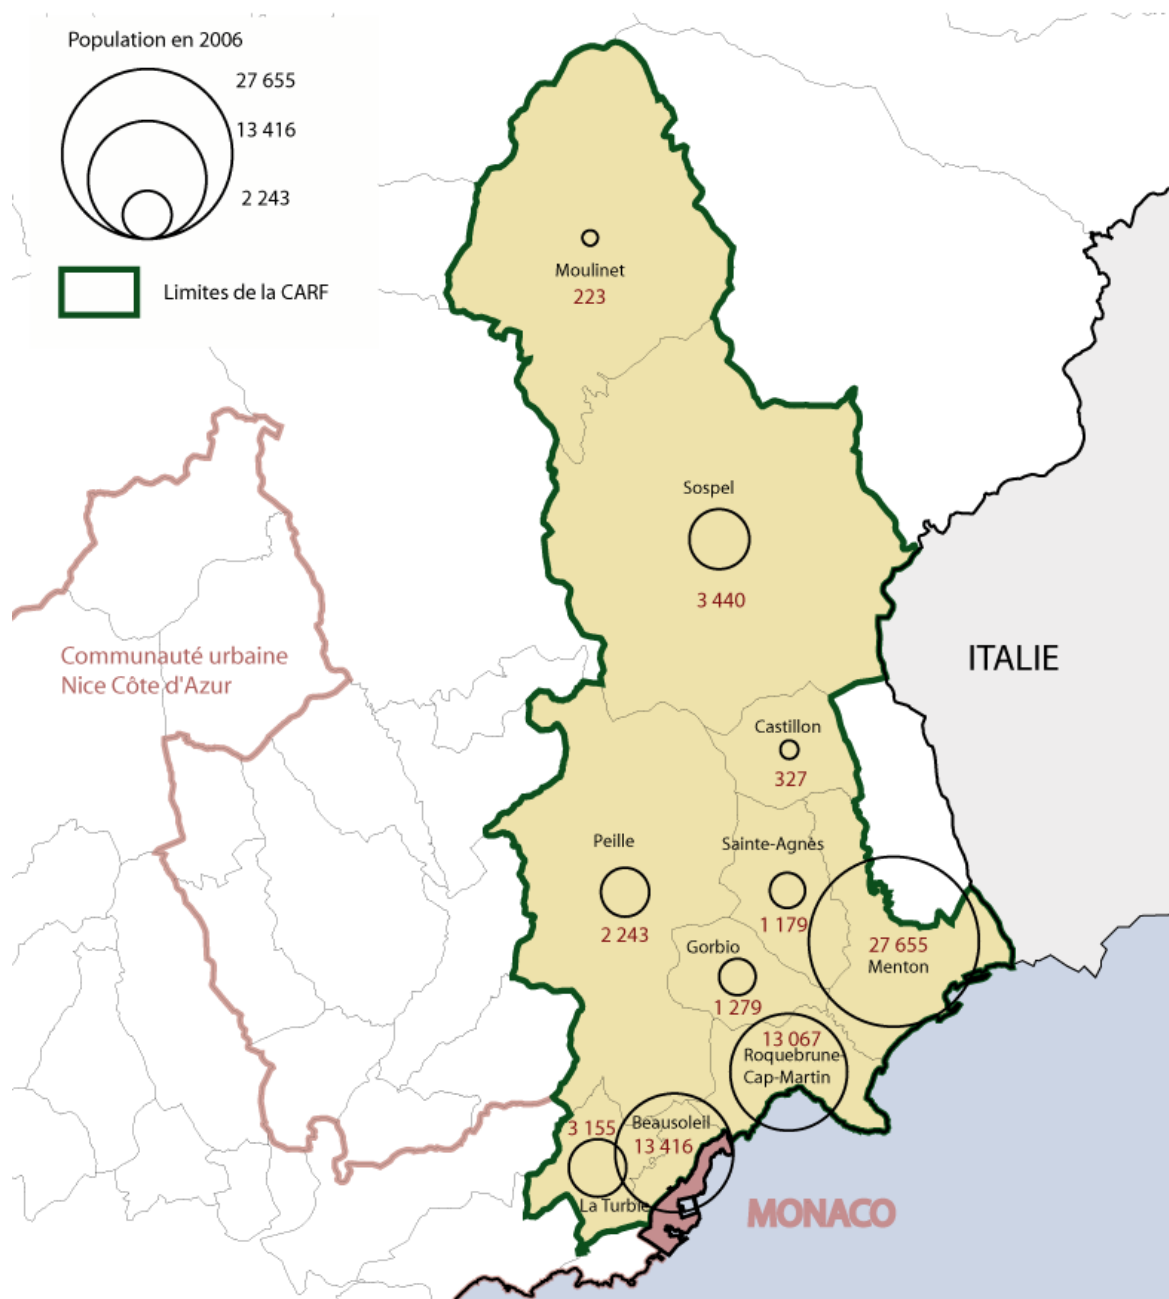 Population en 2006
27 655
13 416
2 243
Limites de la CARF
Moulinet
223
Sospel
3 440
ITALIE
Communauté urbaine
Nice Côte d'Azur
Castillon
327
Peille
2 243
Sainte-Agnès
1 179
27 655
Menton
Gorbio
1 279
13 067
Roquebrune-
Cap-Martin
3 155
La Turbie
Beausoleil
13 416
MONACO